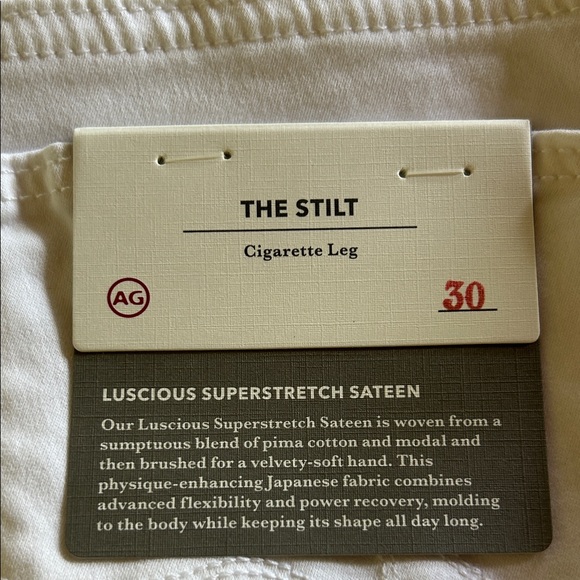 THE STILT
Cigarette Leg
AG
30
LUSCIOUS SUPERSTRETCH SATEEN
Our Luscious Superstretch Sateen is woven from a
sumptuous blend of pima cotton and modal and
then brushed for a velvety-soft hand. This
physique-enhancing Japanese fabric combines
advanced flexibility and power recovery, molding
to the body while keeping its shape all day long.